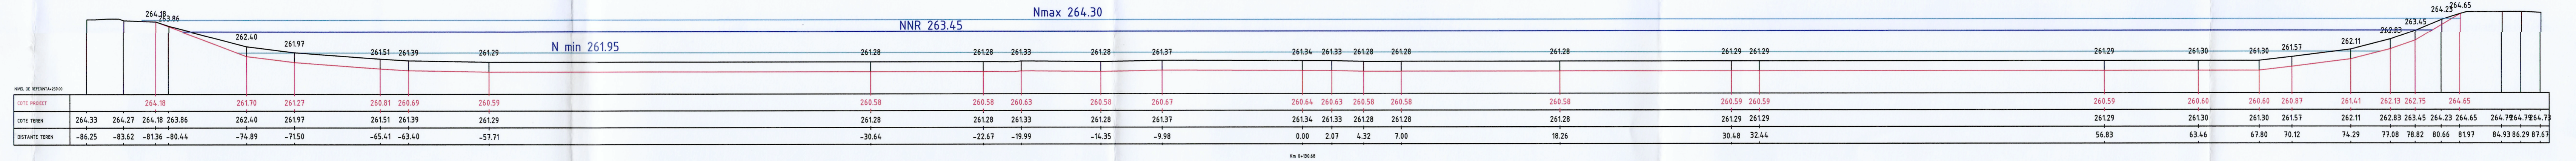 Nmax 264.30
NNR 263.45
N min 261.95
264.18 263.86 262.40 261.97 261.51 261.39 261.29 261.28 261.28 261.33 261.28 261.37 261.34 261.33 261.28 261.28 261.28 261.29 261.29 261.29 261.30 261.30 261.57 262.11 262.83 263.45 264.23 264.65
NIVEL DE REFERINTA=255.00
COTE PROIECT 264.18 261.70 261.27 260.81 260.69 260.59 260.58 260.58 260.63 260.58 260.67 260.64 260.63 260.58 260.58 260.58 260.59 260.59 260.59 260.60 260.60 260.87 261.41 262.13 262.75 264.65
COTE TEREN 264.33 264.27 264.18 263.86 262.40 261.97 261.51 261.39 261.29 261.28 261.28 261.33 261.28 261.37 261.34 261.33 261.28 261.28 261.28 261.29 261.29 261.29 261.30 261.30 261.57 262.11 262.83 263.45 264.23 264.65 264.79 264.79 264.73
DISTANTE TEREN -86.25 -83.62 -81.36 -80.44 -74.89 -71.50 -65.41 -63.40 -57.71 -30.64 -22.67 -19.99 -14.35 -9.98 0.00 2.07 4.32 7.00 18.26 30.48 32.44 56.83 63.46 67.80 70.12 74.29 77.08 78.82 80.66 81.97 84.93 86.29 87.67